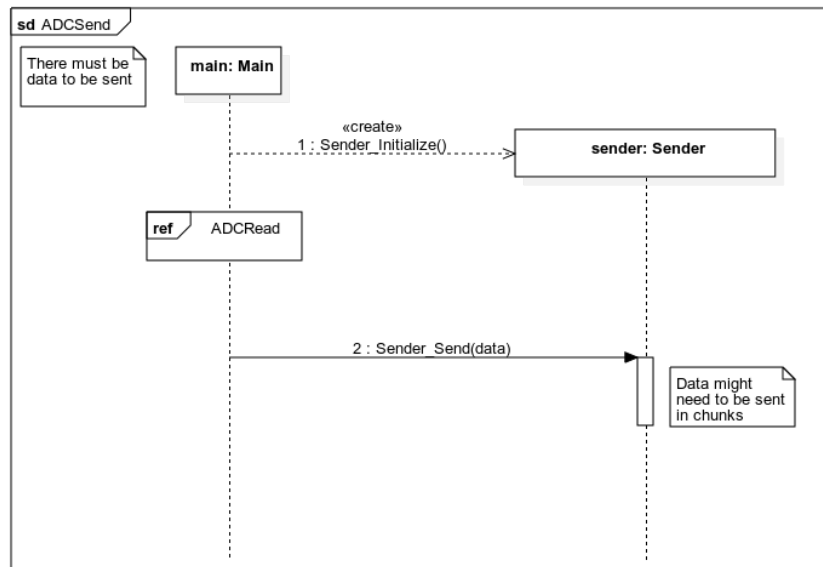 sd ADCSend
There must be
data to be sent
main: Main
«create»
1 : Sender_Initialize()
sender: Sender
ref ADCRead
2 : Sender_Send(data)
Data might
need to be sent
in chunks